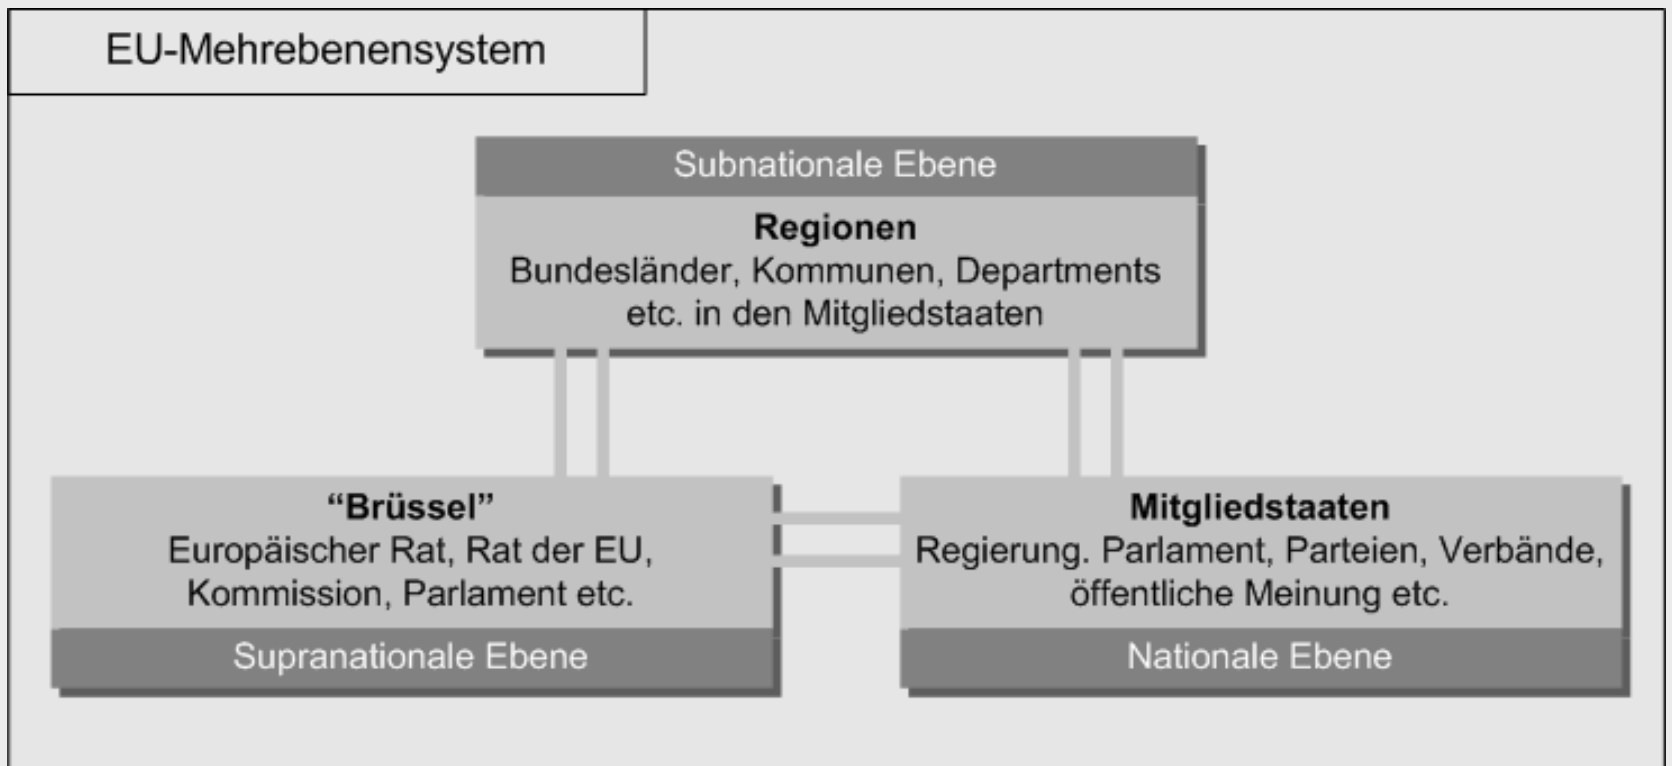 EU-Mehrebenensystem
Subnationale Ebene
Regionen
Bundesländer, Kommunen, Departments
etc. in den Mitgliedstaaten
“Brüssel”
Europäischer Rat, Rat der EU,
Kommission, Parlament etc.
Supranationale Ebene
Mitgliedstaaten
Regierung. Parlament, Parteien, Verbände,
öffentliche Meinung etc.
Nationale Ebene